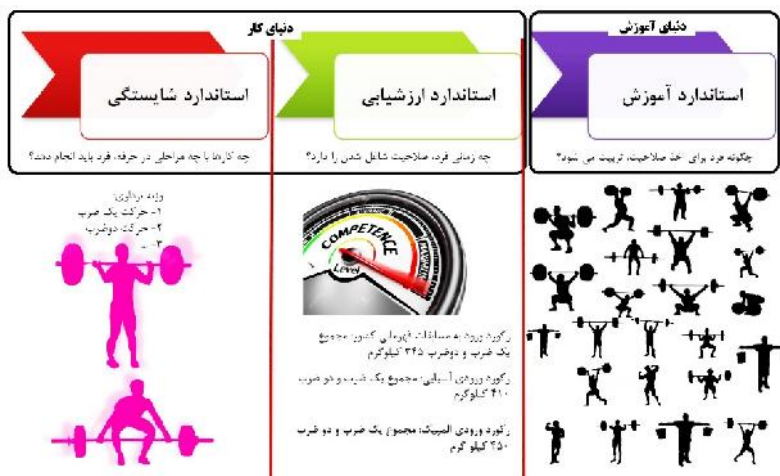 دنیای آموزش
دنیای کار
استاندارد آموزش
استاندارد ارزشیابی
استاندارد شایستگی
چگونه فرد برای اخذ صلاحیت، تربیت می شود؟
چه زمانی فرد، صلاحیت شاغل شدن را دارد؟
چه کارها با چه مراحلی در حرفه، فرد باید انجام دهد؟
COMPETENCE
Level
رکورد ورود به مسابقات قهرمانی کشور: مجموع
یک ضرب و دوضرب ۳۴۵ کیلوگرم
رکورد ورودی آسیایی: مجموع یک ضرب و دو ضرب
۴۱۰ کیلوگرم
رکورد ورودی المپیک: مجموع یک ضرب و دو ضرب
۴۵۰ کیلو گرم
وزنه برداری:
۱- حرکت یک ضرب
۲- حرکت دوضرب
۳- ...